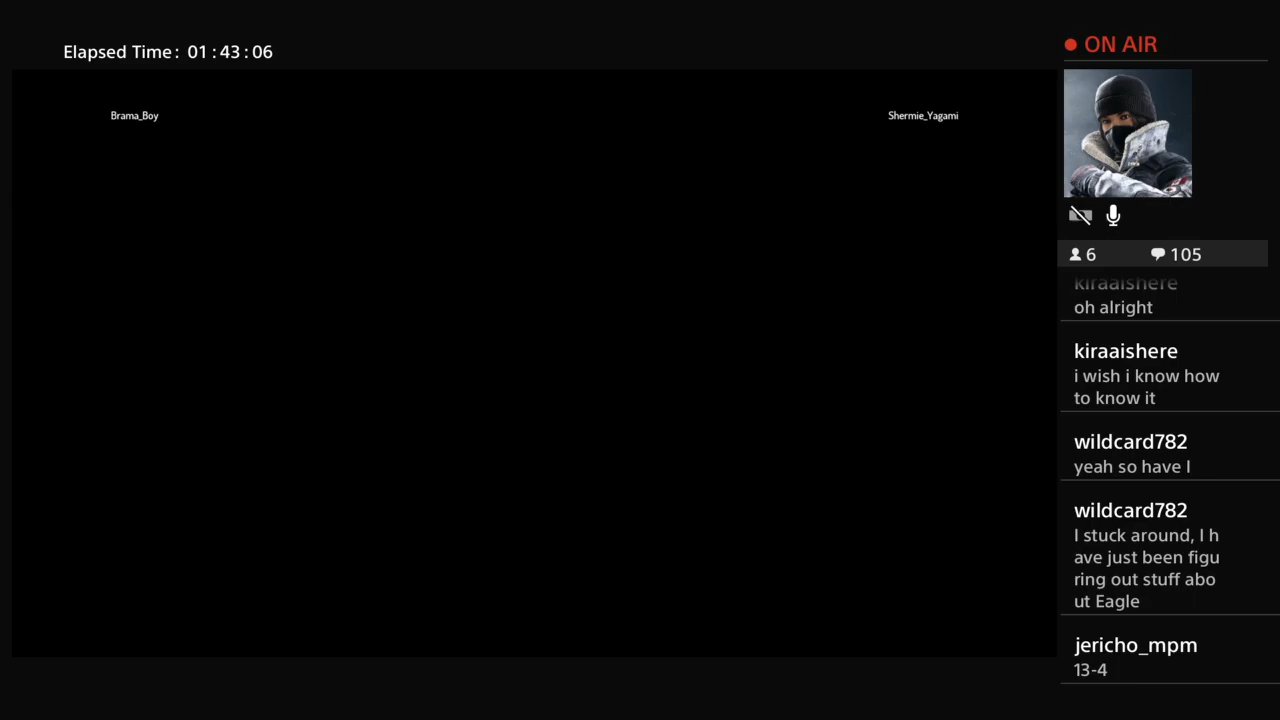 Elapsed Time: 01:43:06
ON AIR
Brama_Boy
Shermie_Yagami
6
105
kiraaishere
oh alright
kiraaishere
i wish i know how
to know it
wildcard782
yeah so have I
wildcard782
I stuck around, I h
ave just been figu
ring out stuff abo
ut Eagle
jericho_mpm
13-4